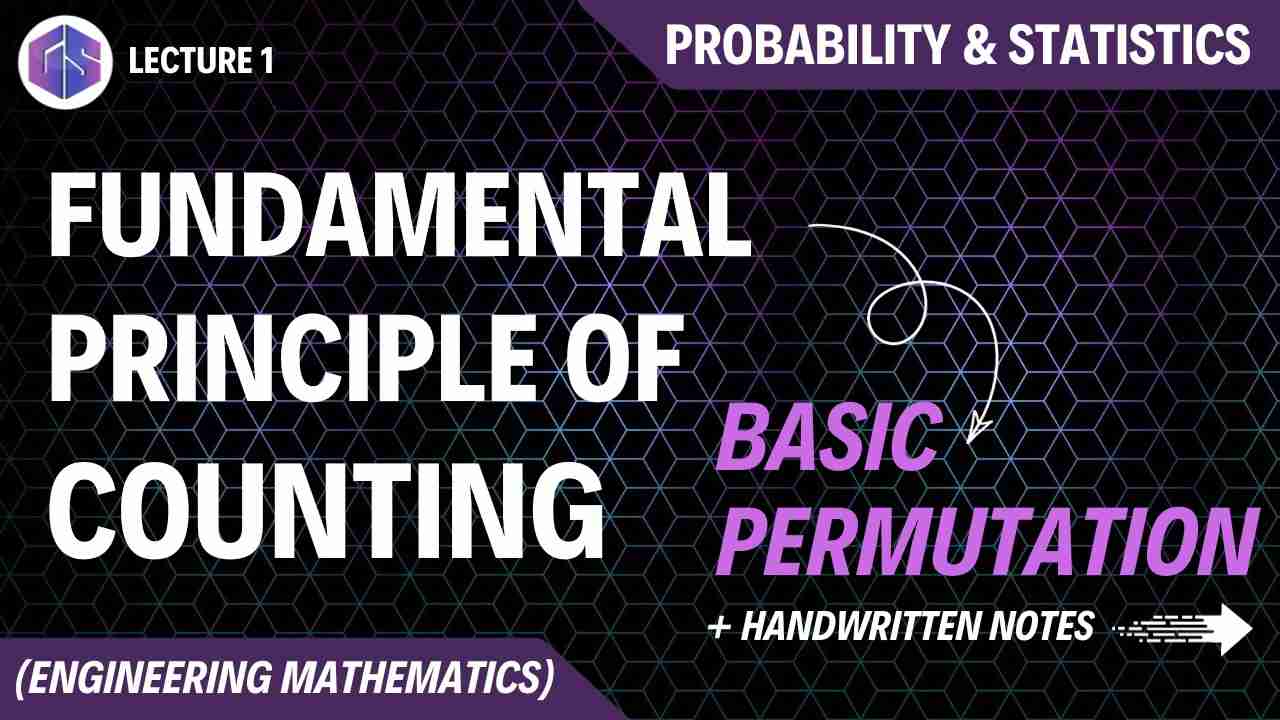 LECTURE 1
PROBABILITY & STATISTICS
FUNDAMENTAL
PRINCIPLE OF
COUNTING
BASIC
PERMUTATION
+ HANDWRITTEN NOTES
(ENGINEERING MATHEMATICS)